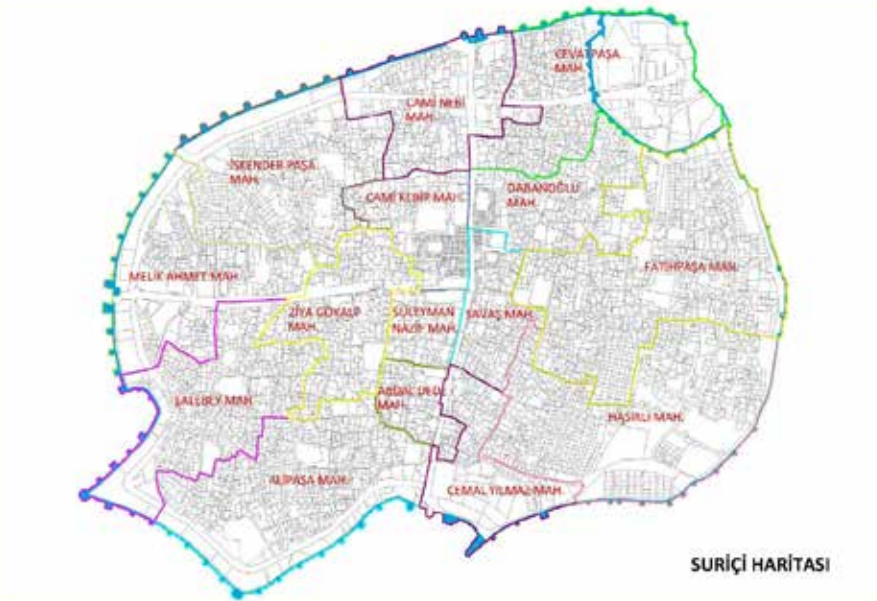 CEVATPAŞA
MAH.
CAMİ NEBİ
MAH.
İSKENDER PAŞA
MAH.
CAMİ KEBİR MAH.
DABANOĞLU
MAH.
FATİHPAŞA MAH.
MELİK AHMET MAH.
ZİYA GÖKALP
MAH.
SÜLEYMAN
NAZİF MAH.
SAVAŞ MAH.
LALEBEY MAH.
ABDAL DEDE
MAH.
HASIRLI MAH.
ALİPAŞA MAH.
CEMAL YILMAZ MAH.
SURİÇİ HARİTASI